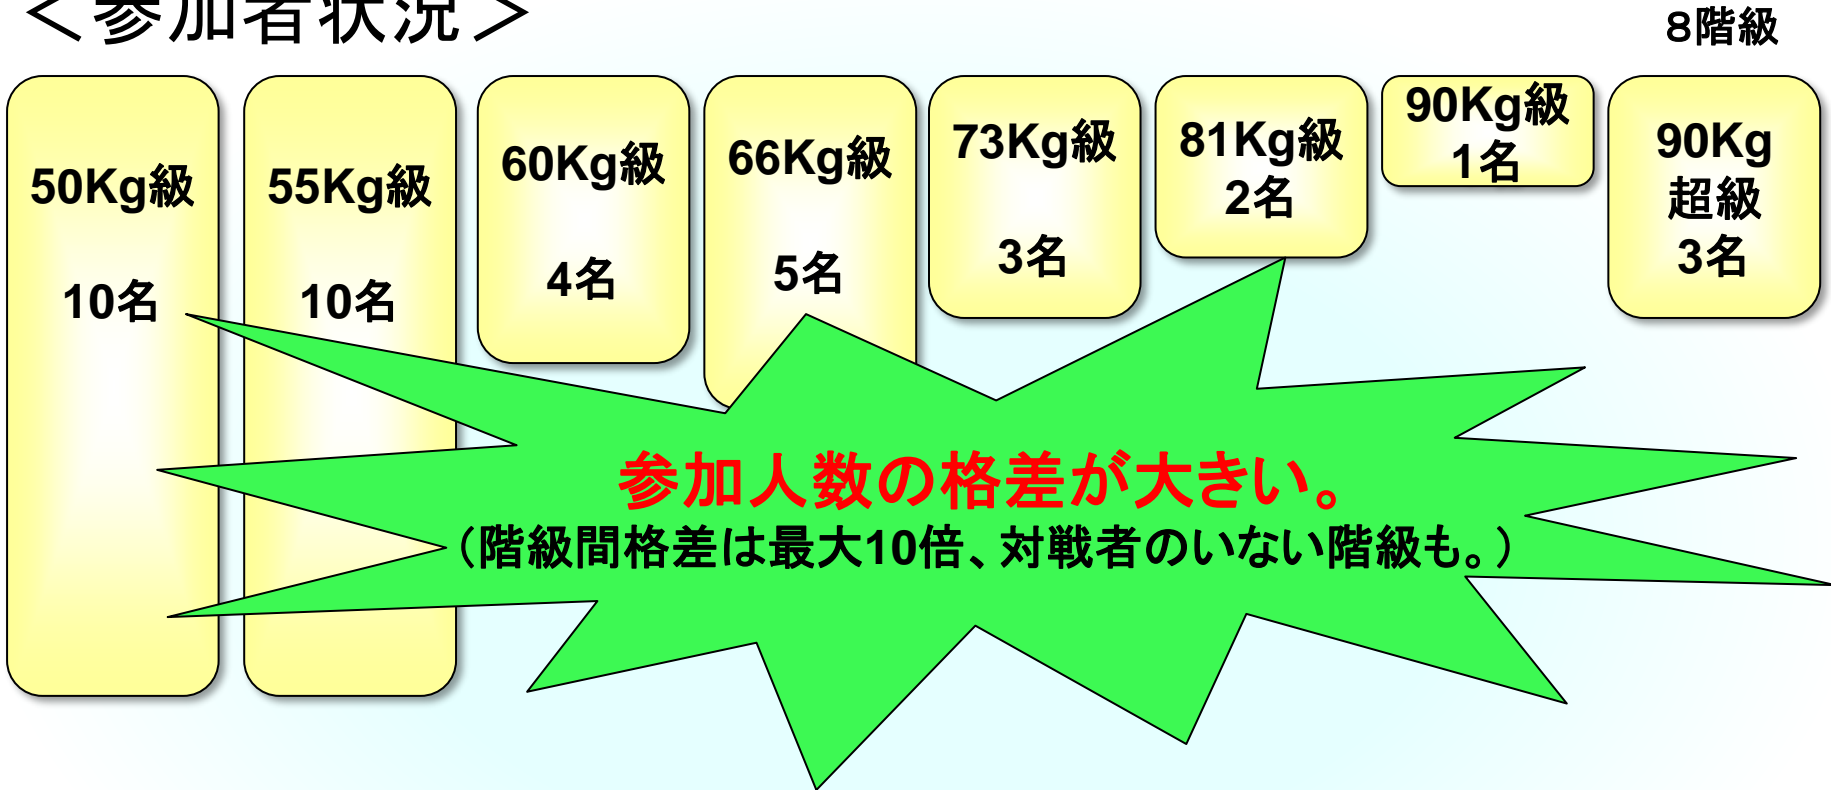 ＜参加者状況＞
８階級
50Kg級
10名
55Kg級
10名
60Kg級
4名
66Kg級
5名
73Kg級
3名
81Kg級
2名
90Kg級
1名
90Kg
超級
3名
参加人数の格差が大きい。
（階級間格差は最大10倍、対戦者のいない階級も。）